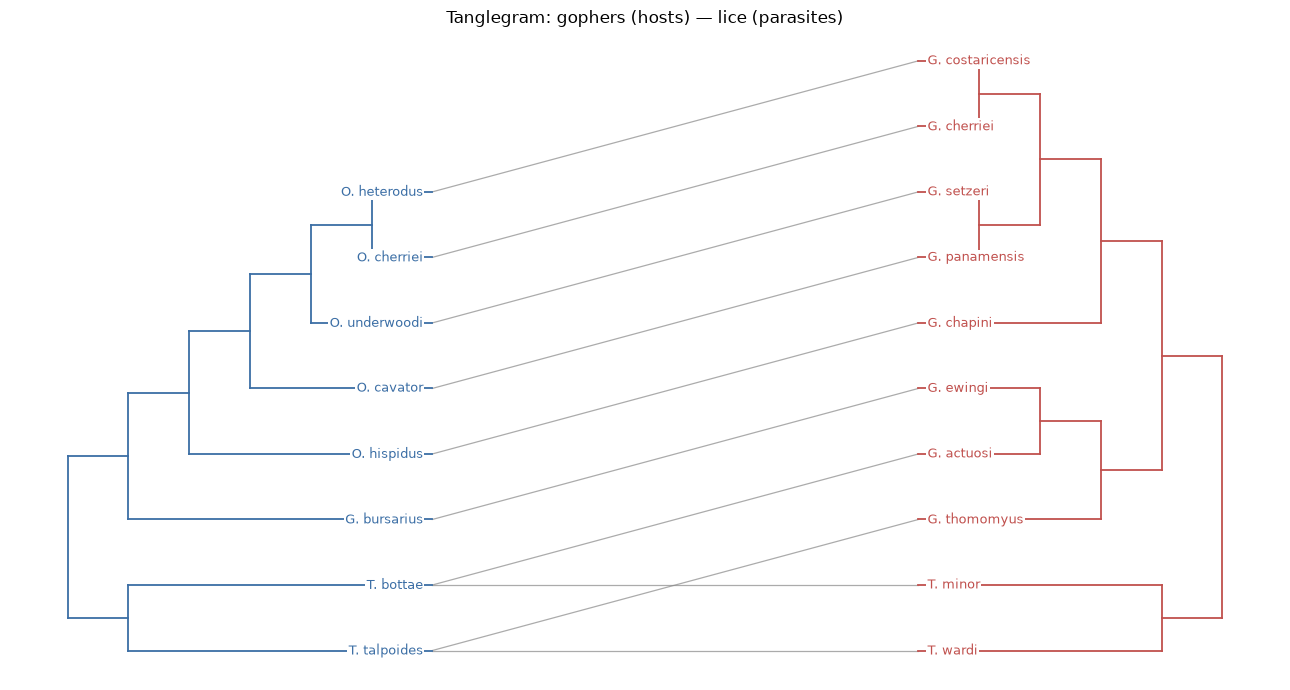 Tanglegram: gophers (hosts) — lice (parasites)
O. heterodus
O. cherriei
O. underwoodi
O. cavator
O. hispidus
G. bursarius
T. bottae
T. talpoides
G. costaricensis
G. cherriei
G. setzeri
G. panamensis
G. chapini
G. ewingi
G. actuosi
G. thomomyus
T. minor
T. wardi